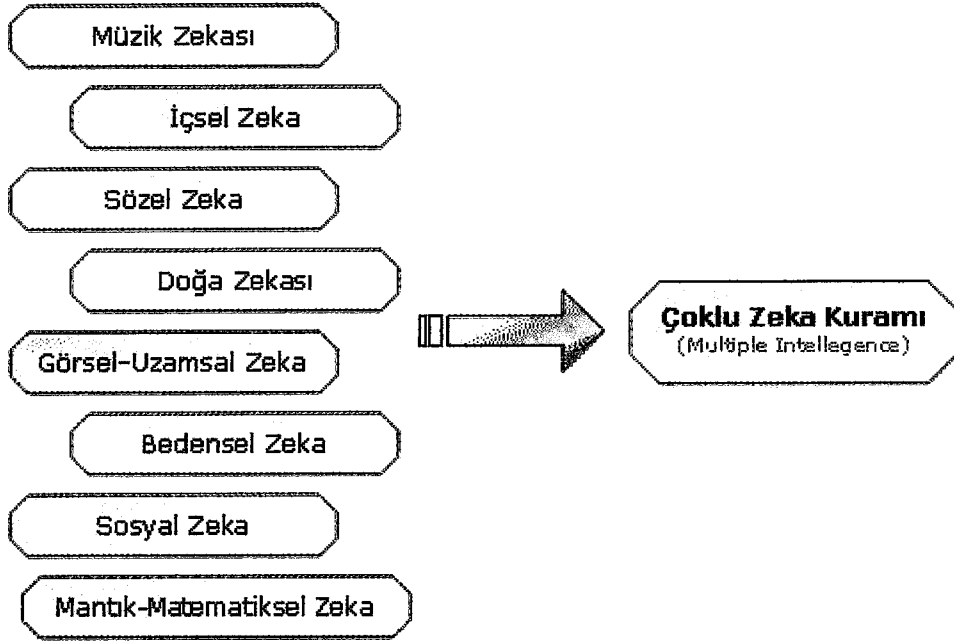 Müzik Zekası
İçsel Zeka
Sözel Zeka
Doğa Zekası
Görsel-Uzamsal Zeka
Bedensel Zeka
Sosyal Zeka
Mantık-Matematiksel Zeka
Çoklu Zeka Kuramı
(Multiple Intellegence)